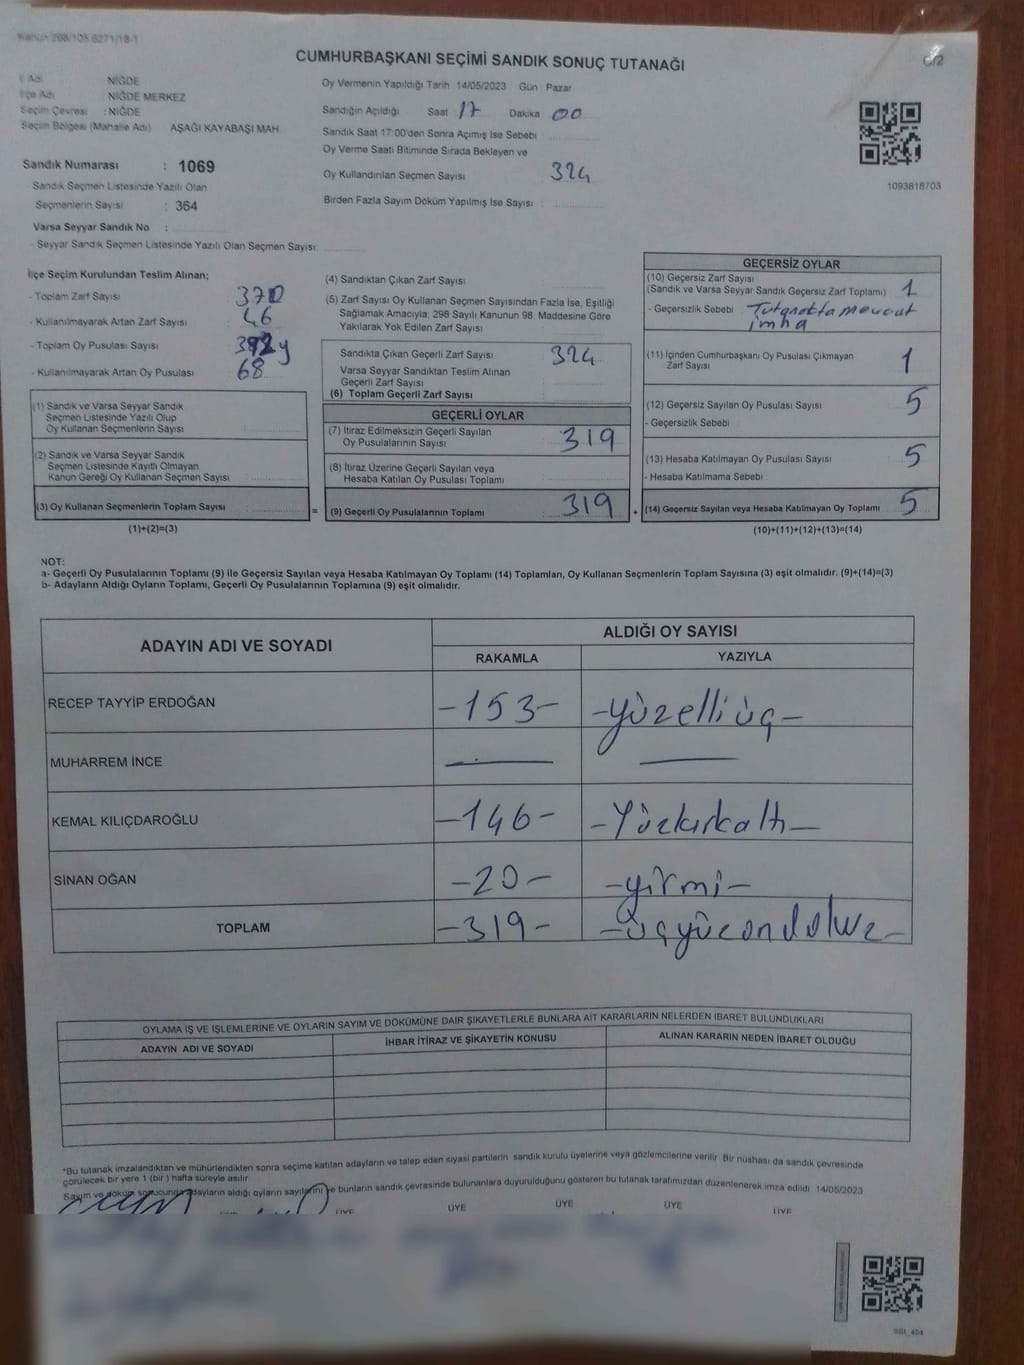 Kanun 298/105,6271/18-1
C/2
CUMHURBAŞKANI SEÇİMİ SANDIK SONUÇ TUTANAĞI
İl Adı NİĞDE
İlçe Adı NİĞDE MERKEZ
Seçim Çevresi : NİĞDE
Seçim Bölgesi (Mahalle Adı) AŞAĞI KAYABAŞI MAH
Sandık Numarası : 1069
- Sandık Seçmen Listesinde Yazılı Olan
Seçmenlerin Sayısı : 364
Varsa Seyyar Sandık No :
- Seyyar Sandık Seçmen Listesinde Yazılı Olan Seçmen Sayısı:
Oy Vermenin Yapıldığı Tarih 14/05/2023 Gün Pazar
Sandığın Açıldığı Saat 17 Dakika 00
Sandık Saat 17:00'den Sonra Açılmış İse Sebebi
Oy Verme Saati Bitiminde Sırada Bekleyen ve
Oy Kullandırılan Seçmen Sayısı 324
Birden Fazla Sayım Döküm Yapılmış İse Sayısı :
1093818703
İlçe Seçim Kurulundan Teslim Alınan;
- Toplam Zarf Sayısı 370
- Kullanılmayarak Artan Zarf Sayısı : 46
- Toplam Oy Pusulası Sayısı
- Kullanılmayarak Artan Oy Pusulası 68
(1) Sandık ve Varsa Seyyar Sandık
Seçmen Listesinde Yazılı Olup
Oy Kullanan Seçmenlerin Sayısı :
(2) Sandık ve Varsa Seyyar Sandık
Seçmen Listesinde Kayıtlı Olmayan
Kanun Gereği Oy Kullanan Seçmen Sayısı :
(3) Oy Kullanan Seçmenlerin Toplam Sayısı :
(1)+(2)=(3)
=
(4) Sandıktan Çıkan Zarf Sayısı :
(5) Zarf Sayısı Oy Kullanan Seçmen Sayısından Fazla İse, Eşitliği
Sağlamak Amacıyla; 298 Sayılı Kanunun 98. Maddesine Göre
Yakılarak Yok Edilen Zarf Sayısı :
Sandıkta Çıkan Geçerli Zarf Sayısı 324
Varsa Seyyar Sandıktan Teslim Alınan
Geçerli Zarf Sayısı
(6) Toplam Geçerli Zarf Sayısı
GEÇERLİ OYLAR
(7) İtiraz Edilmeksizin Geçerli Sayılan
Oy Pusulalarının Sayısı : 319
(8) İtiraz Üzerine Geçerli Sayılan veya
Hesaba Katılan Oy Pusulası Toplamı
(9) Geçerli Oy Pusulalarının Toplamı 319
+
GEÇERSİZ OYLAR
(10) Geçersiz Zarf Sayısı
(Sandık ve Varsa Seyyar Sandık Geçersiz Zarf Toplamı) : 1
- Geçersizlik Sebebi : Tutanakta mevcut
imha
(11) İçinden Cumhurbaşkanı Oy Pusulası Çıkmayan
Zarf Sayısı : 1
(12) Geçersiz Sayılan Oy Pusulası Sayısı : 5
- Geçersizlik Sebebi
(13) Hesaba Katılmayan Oy Pusulası Sayısı : 5
- Hesaba Katılmama Sebebi :
(14) Geçersiz Sayılan veya Hesaba Katılmayan Oy Toplamı 5
(10)+(11)+(12)+(13)=(14)
NOT:
a- Geçerli Oy Pusulalarının Toplamı (9) ile Geçersiz Sayılan veya Hesaba Katılmayan Oy Toplamı (14) Toplamları, Oy Kullanan Seçmenlerin Toplam Sayısına (3) eşit olmalıdır. (9)+(14)=(3)
b- Adayların Aldığı Oyların Toplamı, Geçerli Oy Pusulalarının Toplamına (9) eşit olmalıdır.
ADAYIN ADI VE SOYADI ALDIĞI OY SAYISI
RAKAMLA YAZIYLA
RECEP TAYYİP ERDOĞAN -153- -yüzelliüç-
MUHARREM İNCE
KEMAL KILIÇDAROĞLU -146- -Yüzkırkaltı-
SİNAN OĞAN -20- -yirmi-
TOPLAM -319- -üçyüzondokuz-
OYLAMA İŞ VE İŞLEMLERİNE VE OYLARIN SAYIM VE DÖKÜMÜNE DAİR ŞİKAYETLERLE BUNLARA AİT KARARLARIN NELERDEN İBARET BULUNDUKLARI
ADAYIN ADI VE SOYADI İHBAR İTİRAZ VE ŞİKAYETİN KONUSU ALINAN KARARIN NEDEN İBARET OLDUĞU
*Bu tutanak imzalandıktan ve mühürlendikten sonra seçime katılan adayların ve talep eden siyasi partilerin sandık kurulu üyelerine veya gözlemcilerine verilir. Bir nüshası da sandık çevresinde
görülecek bir yere 1 (bir) hafta süreyle asılır.
Sayım ve döküm sonucunda adayların aldığı oyların sayılarını ve bunların sandık çevresinde bulunanlara duyurulduğunu gösteren bu tutanak tarafımızdan düzenlenerek imza edildi 14/05/2023
ÜYE ÜYE ÜYE ÜYE ÜYE